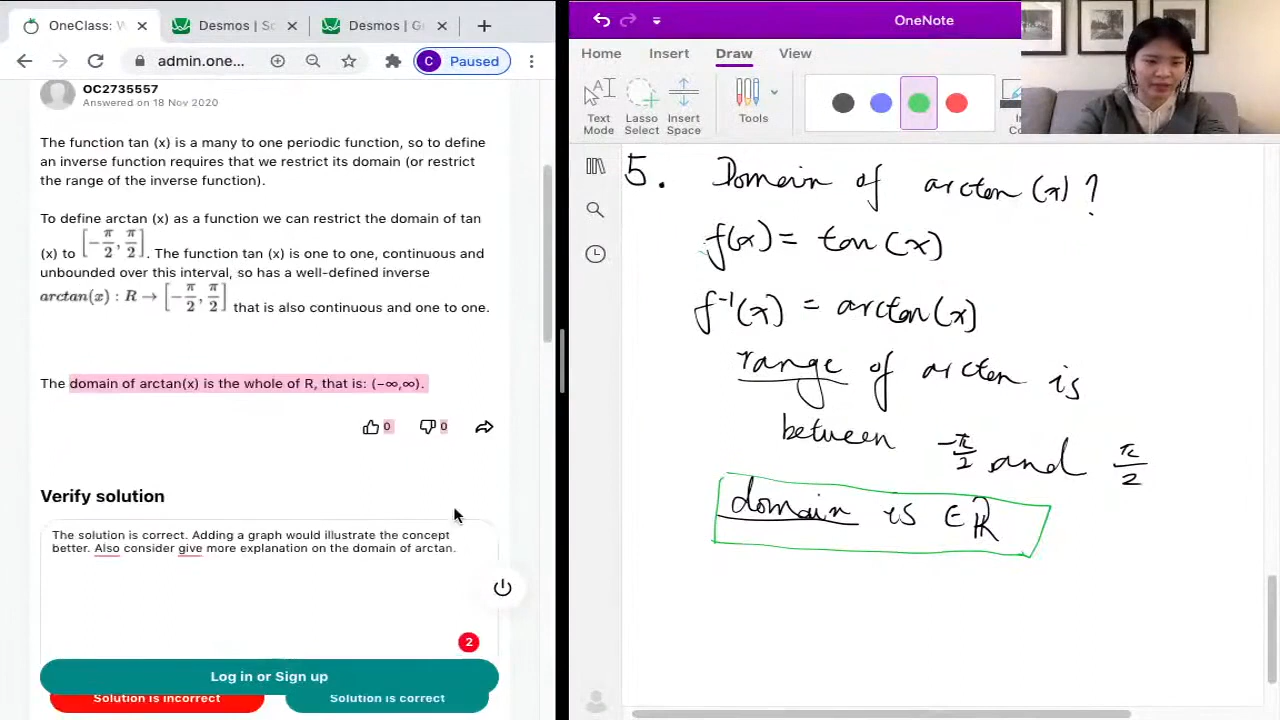 OneClass: W
Desmos | Sc
Desmos | G
admin.one...
C Paused
OC2735557
Answered on 18 Nov 2020
The function tan (x) is a many to one periodic function, so to define
an inverse function requires that we restrict its domain (or restrict
the range of the inverse function).
To define arctan (x) as a function we can restrict the domain of tan
(x) to [-π/2, π/2]. The function tan (x) is one to one, continuous and
unbounded over this interval, so has a well-defined inverse
arctan(x) : R → [-π/2, π/2] that is also continuous and one to one.
The domain of arctan(x) is the whole of R, that is: (−∞,∞).
0 0
Verify solution
The solution is correct. Adding a graph would illustrate the concept
better. Also consider give more explanation on the domain of arctan.
2
Log in or Sign up
Solution is incorrect
Solution is correct
OneNote
Home Insert Draw View
Text Mode
Lasso Select
Insert Space
Tools
5. Domain of arctan (x)?
f(x) = tan (x)
f⁻¹(x) = arctan(x)
range of arctan is
between -π/2 and π/2
domain is ∈ ℝ